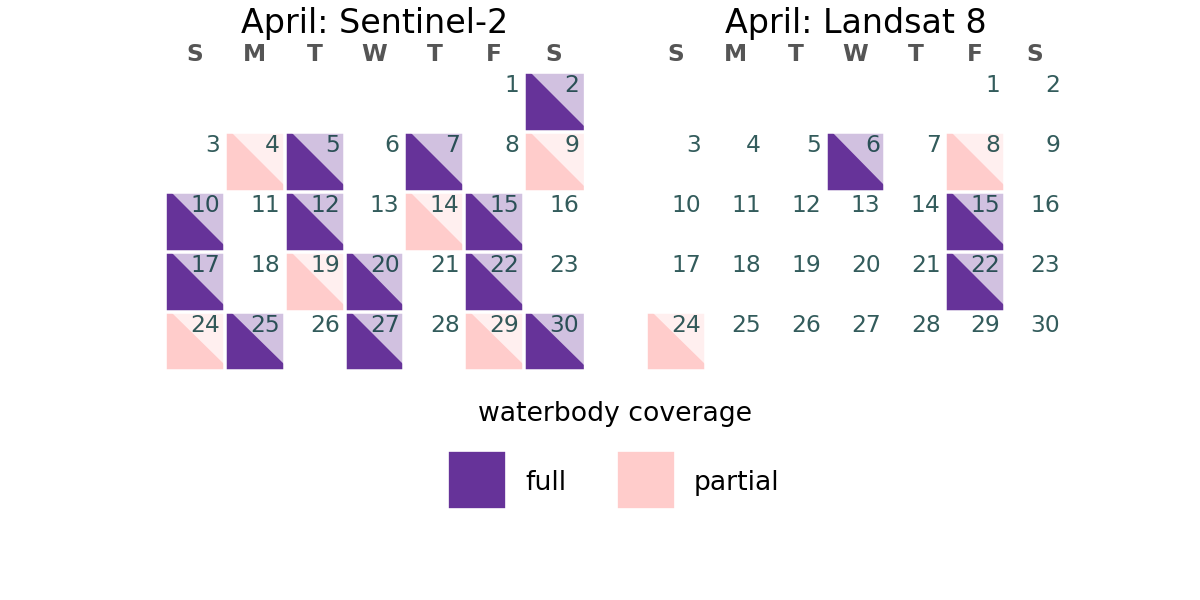 April: Sentinel-2
S M T W T F S
1 2
3 4 5 6 7 8 9
10 11 12 13 14 15 16
17 18 19 20 21 22 23
24 25 26 27 28 29 30
April: Landsat 8
S M T W T F S
1 2
3 4 5 6 7 8 9
10 11 12 13 14 15 16
17 18 19 20 21 22 23
24 25 26 27 28 29 30
waterbody coverage
full partial